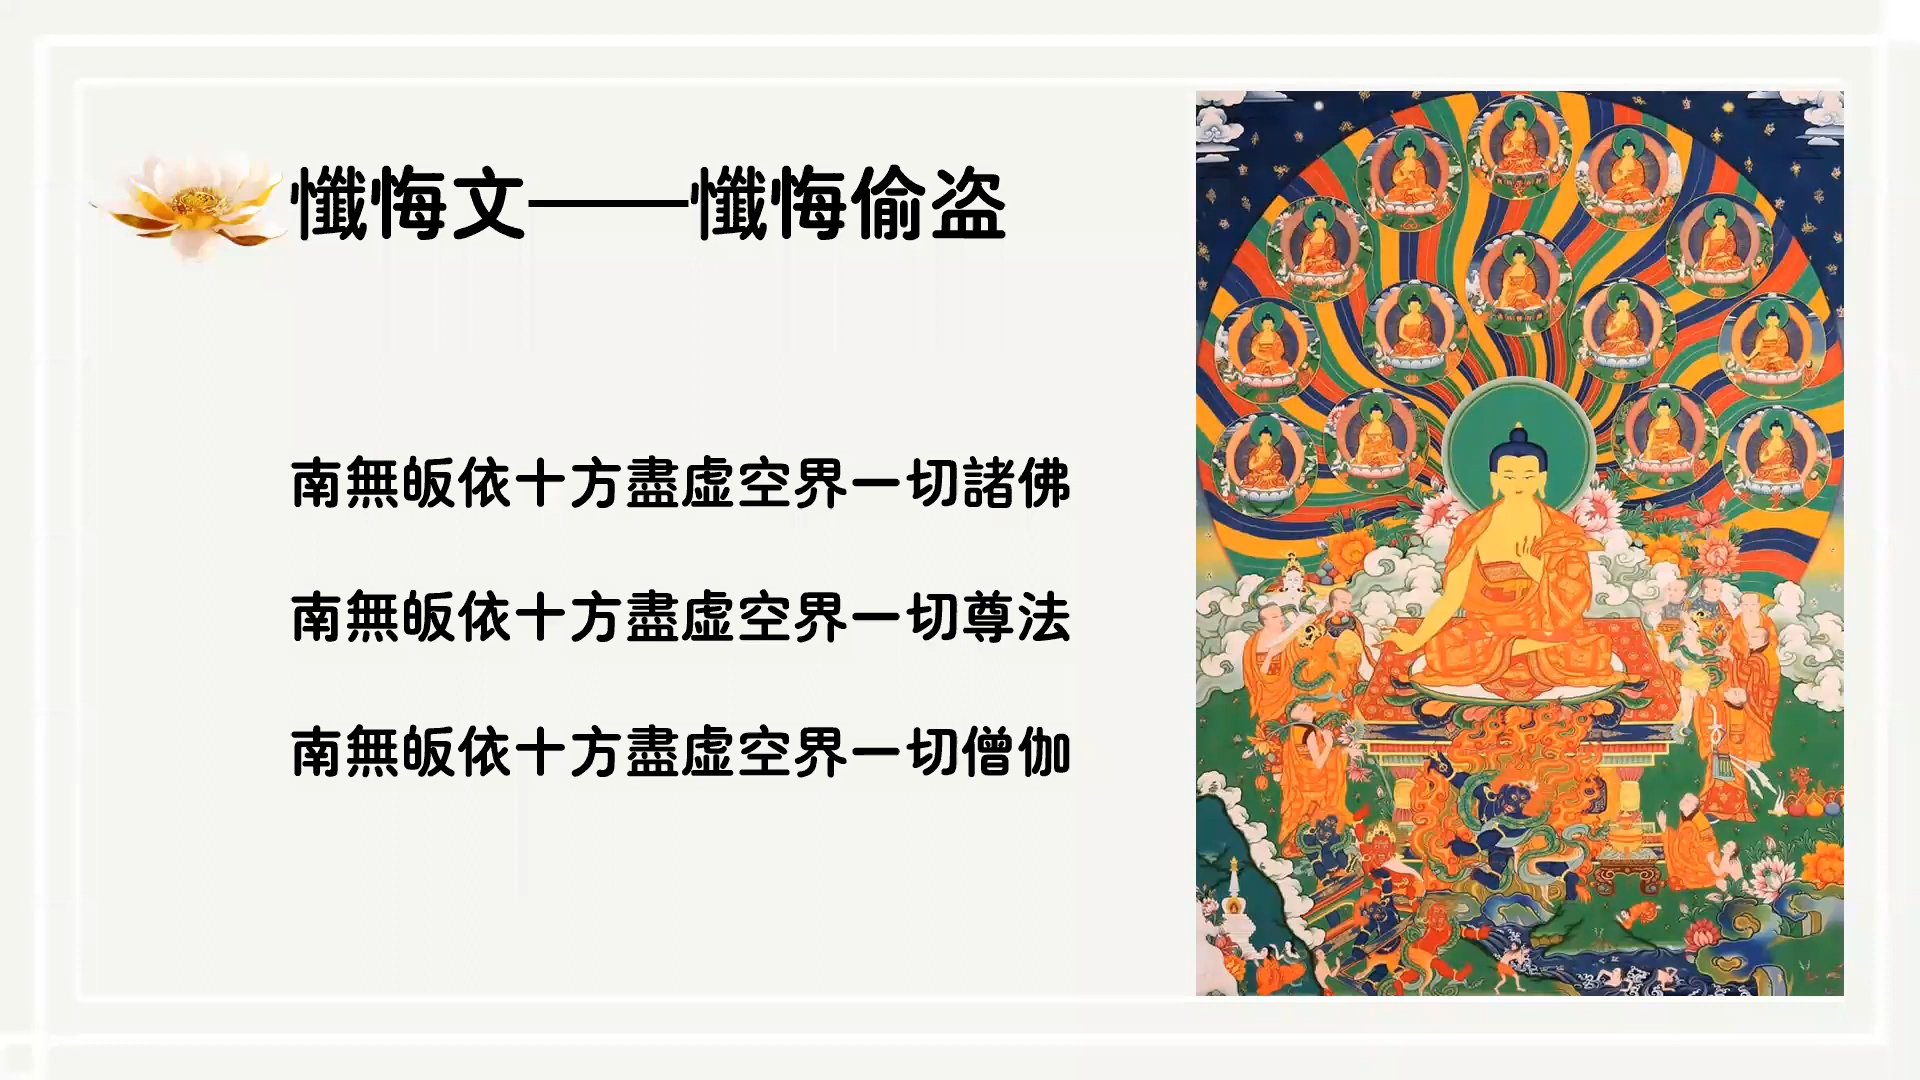 懺悔文——懺悔偷盗
南無皈依十方盡虛空界一切諸佛
南無皈依十方盡虛空界一切尊法
南無皈依十方盡虛空界一切僧伽